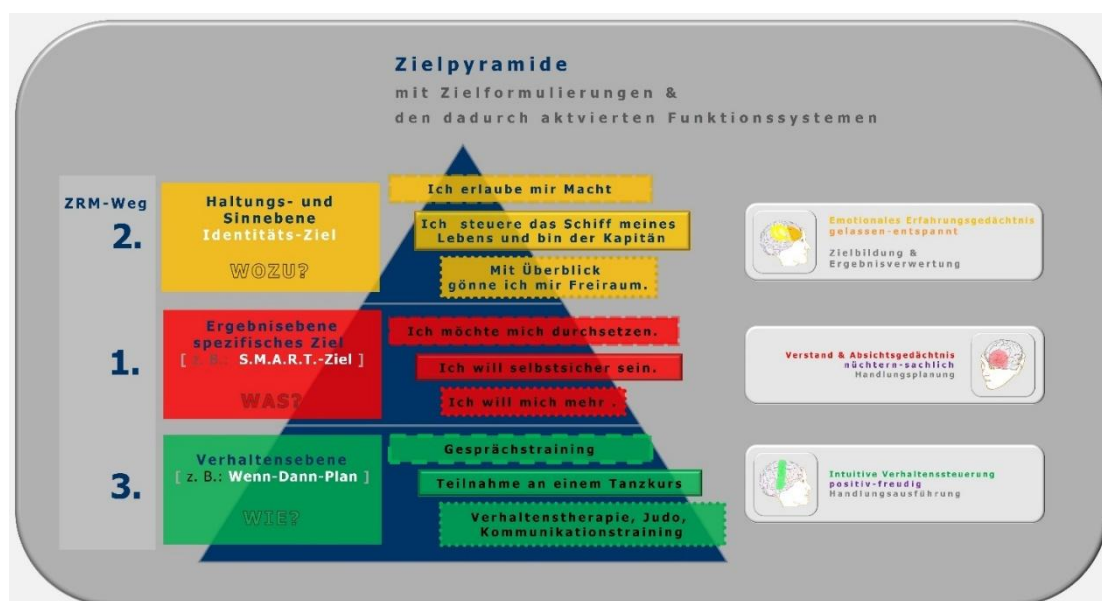 Zielpyramide
mit Zielformulierungen &
den dadurch aktvierten Funktionssystemen
ZRM-Weg
2.
Haltungs- und
Sinnebene
Identitäts-Ziel
WOZU?
Ich erlaube mir Macht
Ich steuere das Schiff meines
Lebens und bin der Kapitän
Mit Überblick
gönne ich mir Freiraum.
Emotionales Erfahrungsgedächtnis
gelassen-entspannt
Zielbildung &
Ergebnisverwertung
1.
Ergebnisebene
spezifisches Ziel
[ z. B.: S.M.A.R.T.-Ziel ]
WAS?
Ich möchte mich durchsetzen.
Ich will selbstsicher sein.
Ich will mich mehr .
Verstand & Absichtsgedächtnis
nüchtern-sachlich
Handlungsplanung
3.
Verhaltensebene
[ z. B.: Wenn-Dann-Plan ]
WIE?
Gesprächstraining
Teilnahme an einem Tanzkurs
Verhaltenstherapie, Judo,
Kommunikationstraining
Intuitive Verhaltenssteuerung
positiv-freudig
Handlungsausführung